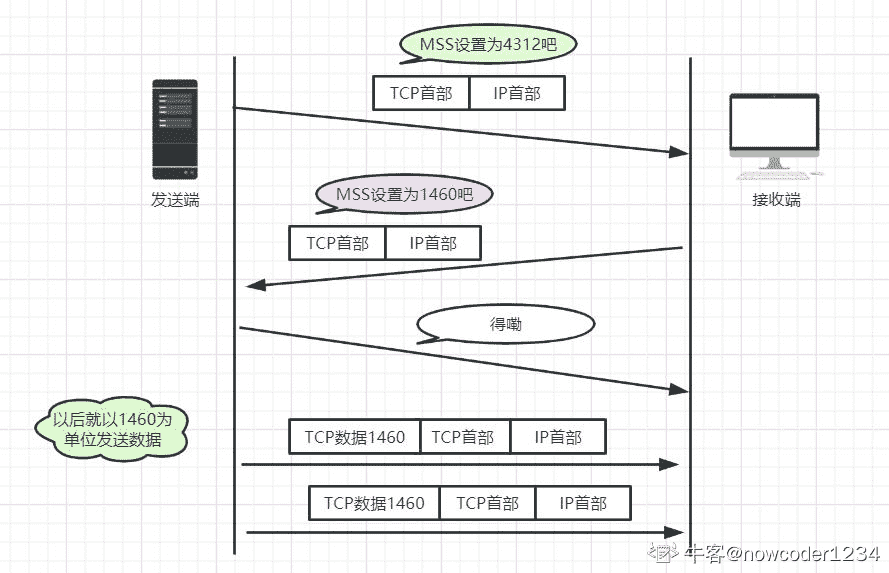 MSS设置为4312吧
TCP首部 IP首部
发送端
接收端
MSS设置为1460吧
TCP首部 IP首部
得嘞
以后就以1460为
单位发送数据
TCP数据1460 TCP首部 IP首部
TCP数据1460 TCP首部 IP首部
牛客@nowcoder1234